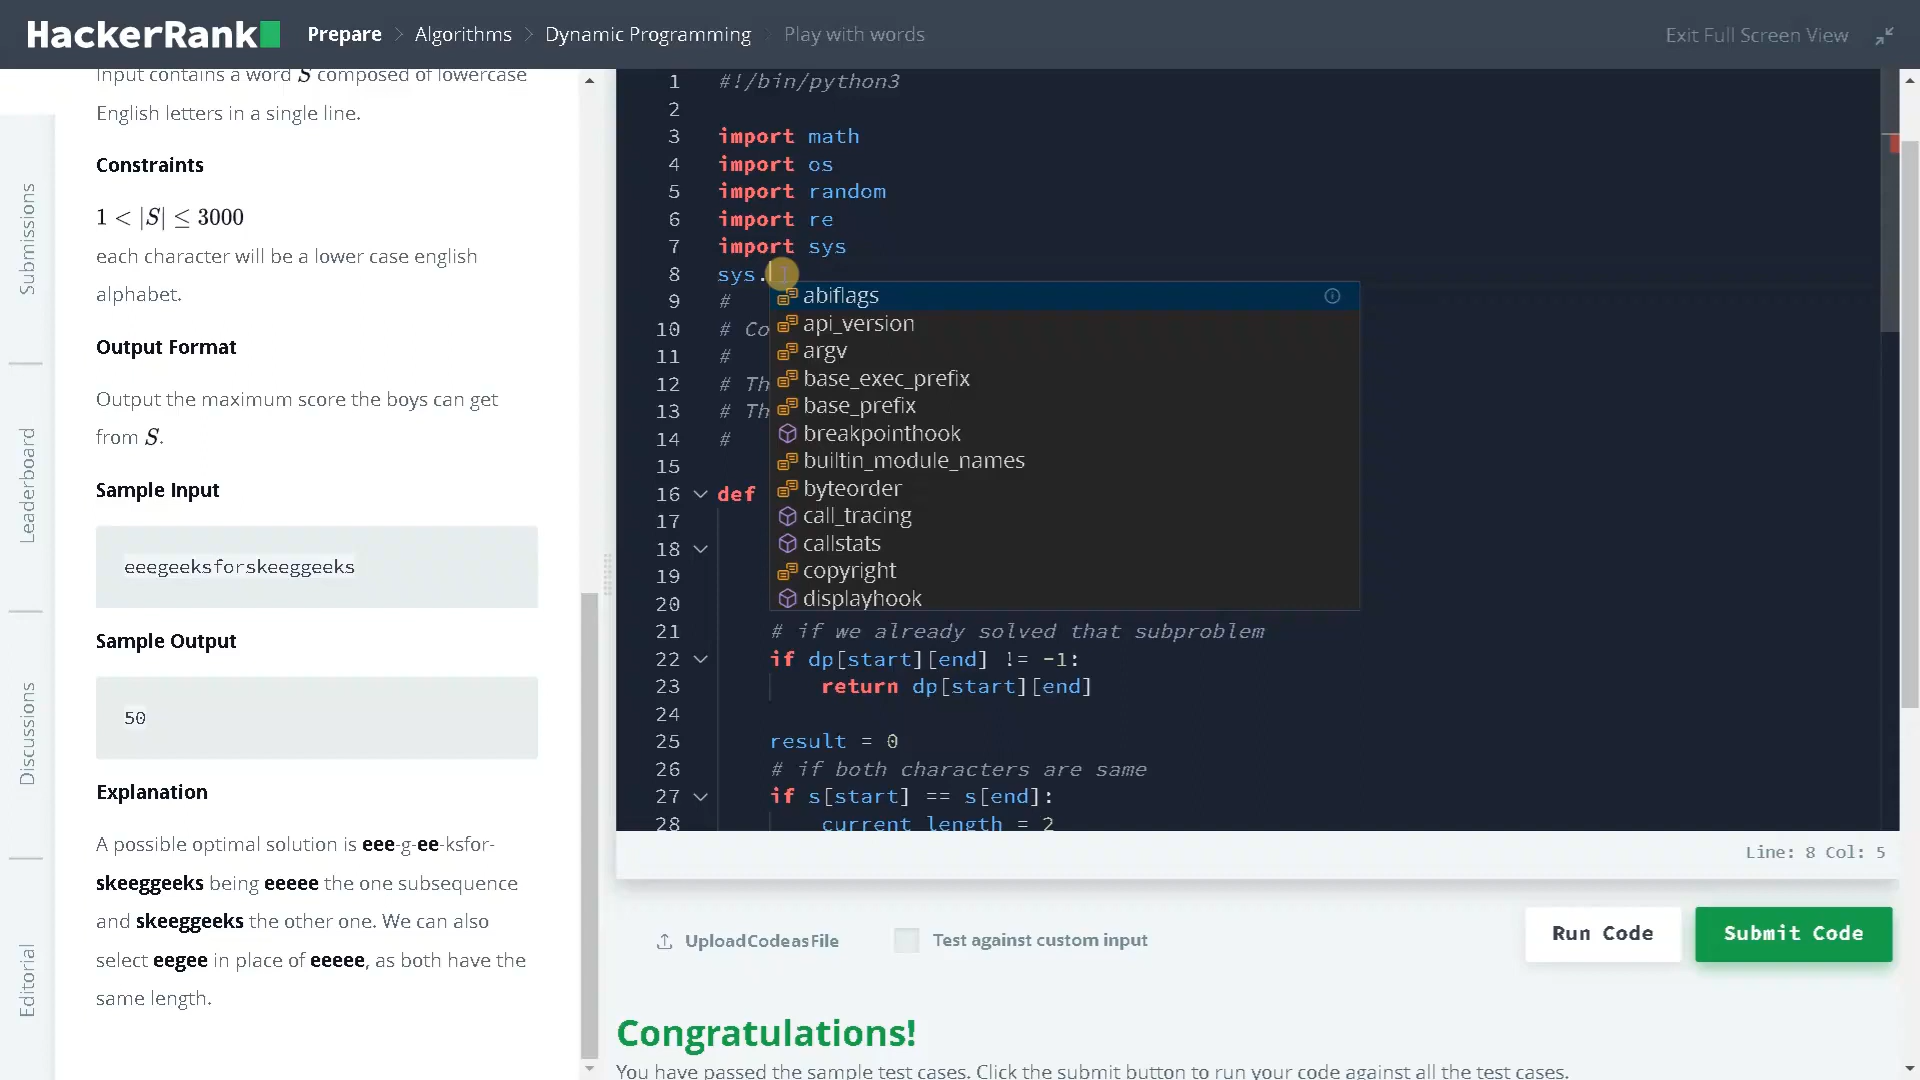 HackerRank
Prepare > Algorithms > Dynamic Programming > Play with words
Exit Full Screen View
Submissions
Leaderboard
Discussions
Editorial
Input contains a word S composed of lowercase
English letters in a single line.
Constraints
1 < |S| ≤ 3000
each character will be a lower case english
alphabet.
Output Format
Output the maximum score the boys can get
from S.
Sample Input
eeegeeksforskeeggeeks
Sample Output
50
Explanation
A possible optimal solution is eee-g-ee-ksfor-
skeeggeeks being eeeee the one subsequence
and skeeggeeks the other one. We can also
select eegee in place of eeeee, as both have the
same length.
1 #!/bin/python3
2
3 import math
4 import os
5 import random
6 import re
7 import sys
8 sys.
9 #
10 # Co
11 #
12 # Th
13 # Th
14 #
15
16 def
17
18
19
20
21 # if we already solved that subproblem
22 if dp[start][end] != -1:
23 return dp[start][end]
24
25 result = 0
26 # if both characters are same
27 if s[start] == s[end]:
28 current_length = 2
abiflags
api_version
argv
base_exec_prefix
base_prefix
breakpointhook
builtin_module_names
byteorder
call_tracing
callstats
copyright
displayhook
Line: 8 Col: 5
Upload Code as File
Test against custom input
Run Code
Submit Code
Congratulations!
You have passed the sample test cases. Click the submit button to run your code against all the test cases.